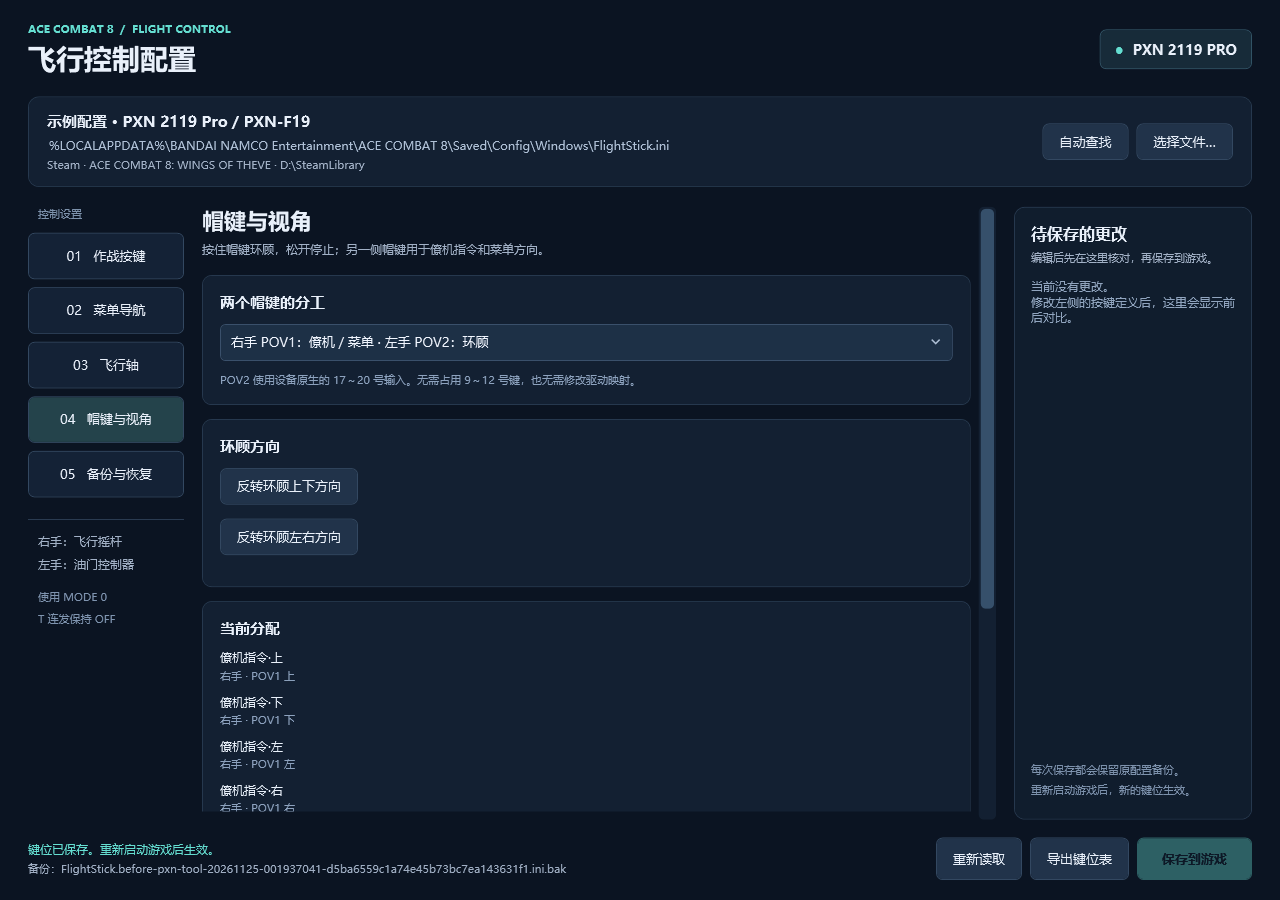 ACE COMBAT 8 / FLIGHT CONTROL
飞行控制配置
PXN 2119 PRO
示例配置 • PXN 2119 Pro / PXN-F19
%LOCALAPPDATA%\BANDAI NAMCO Entertainment\ACE COMBAT 8\Saved\Config\Windows\FlightStick.ini
Steam · ACE COMBAT 8: WINGS OF THEVE · D:\SteamLibrary
自动查找
选择文件...
控制设置
01 作战按键
02 菜单导航
03 飞行轴
04 帽键与视角
05 备份与恢复
右手：飞行摇杆
左手：油门控制器
使用 MODE 0
T 连发保持 OFF
帽键与视角
按住帽键环顾，松开停止；另一侧帽键用于僚机指令和菜单方向。
两个帽键的分工
右手 POV1：僚机 / 菜单 · 左手 POV2：环顾
POV2 使用设备原生的 17～20 号输入。无需占用 9～12 号键，也无需修改驱动映射。
环顾方向
反转环顾上下方向
反转环顾左右方向
当前分配
僚机指令·上
右手 · POV1 上
僚机指令·下
右手 · POV1 下
僚机指令·左
右手 · POV1 左
僚机指令·右
右手 · POV1 右
待保存的更改
编辑后先在这里核对，再保存到游戏。
当前没有更改。
修改左侧的按键定义后，这里会显示前
后对比。
每次保存都会保留原配置备份。
重新启动游戏后，新的键位生效。
键位已保存。重新启动游戏后生效。
备份：FlightStick.before-pxn-tool-20261125-001937041-d5ba6559c1a74e45b73bc7ea143631f1.ini.bak
重新读取
导出键位表
保存到游戏